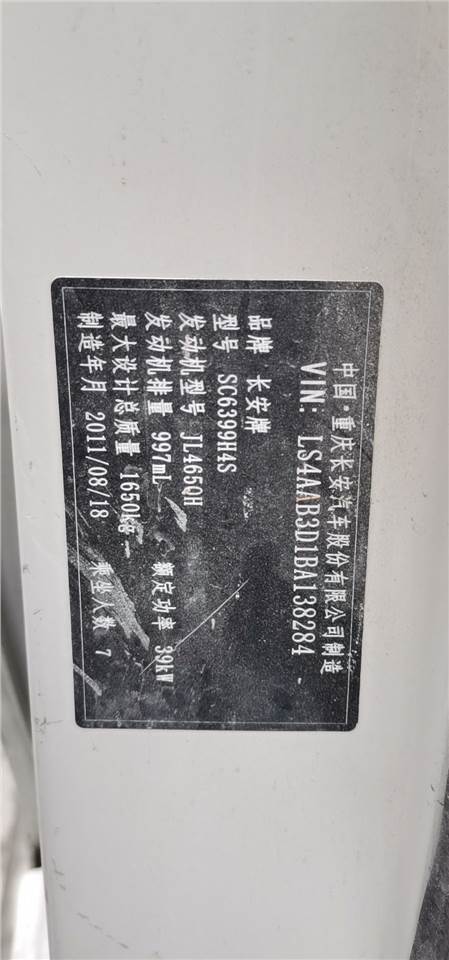 中国·重庆长安汽车股份有限公司制造
VIN: LS4AAB3D1BA138284
品牌 长安牌
型号 SC6399H4S
发动机型号 JL465QH
发动机排量 997mL 额定功率 39kW
最大设计总质量 1650kg
制造年月 2011/08/18 乘坐人数 7